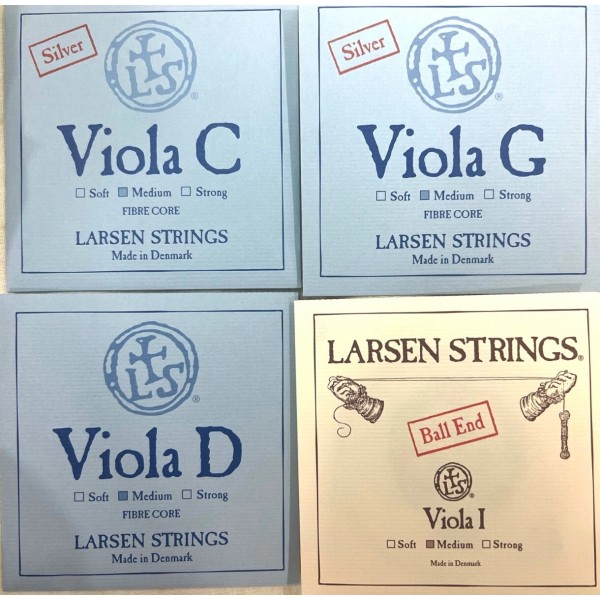 Silver
LS
®
Viola C
☐ Soft ■ Medium ☐ Strong
FIBRE CORE
LARSEN STRINGS
Made in Denmark
Silver
LS
®
Viola G
☐ Soft ■ Medium ☐ Strong
FIBRE CORE
LARSEN STRINGS
Made in Denmark
LS
®
Viola D
☐ Soft ■ Medium ☐ Strong
FIBRE CORE
LARSEN STRINGS
Made in Denmark
LARSEN STRINGS®
Ball End
LS
®
Viola I
☐ Soft ■ Medium ☐ Strong
Made in Denmark